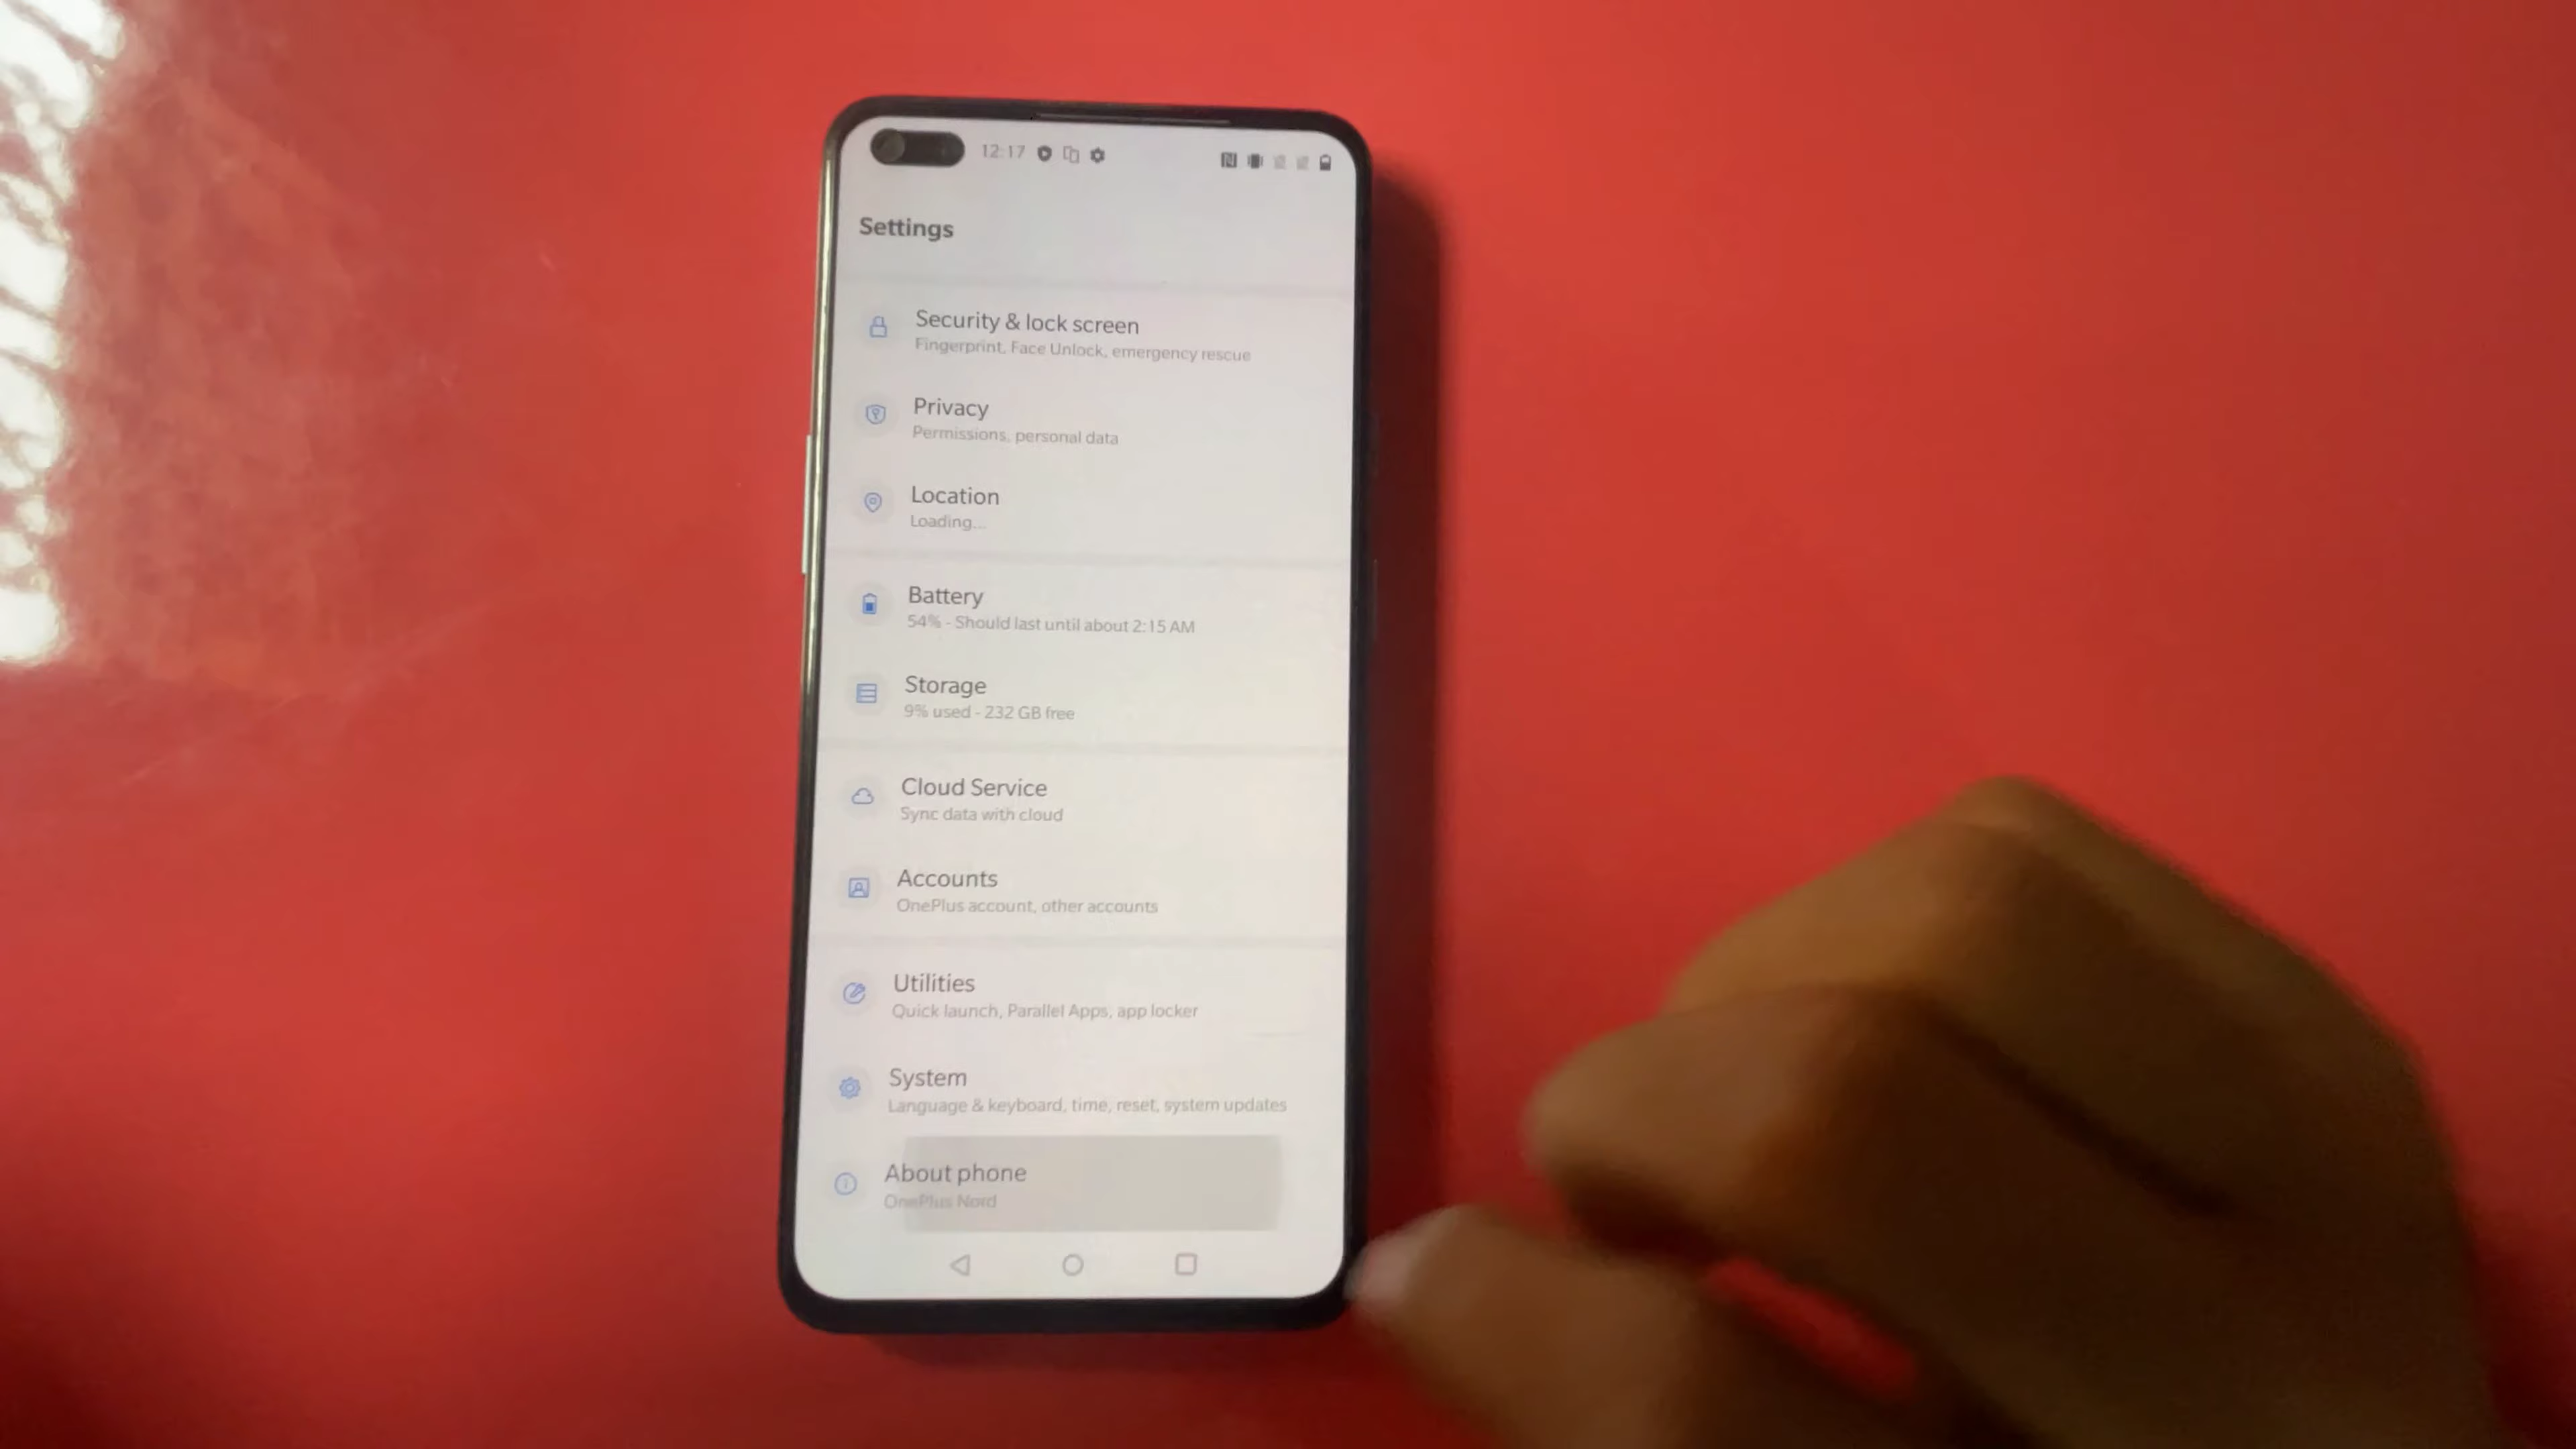 12:17
Settings
Security & lock screen
Fingerprint, Face Unlock, emergency rescue
Privacy
Permissions, personal data
Location
Loading...
Battery
54% - Should last until about 2:15 AM
Storage
9% used - 232 GB free
Cloud Service
Sync data with cloud
Accounts
OnePlus account, other accounts
Utilities
Quick launch, Parallel Apps, app locker
System
Language & keyboard, time, reset, system updates
About phone
OnePlus Nord